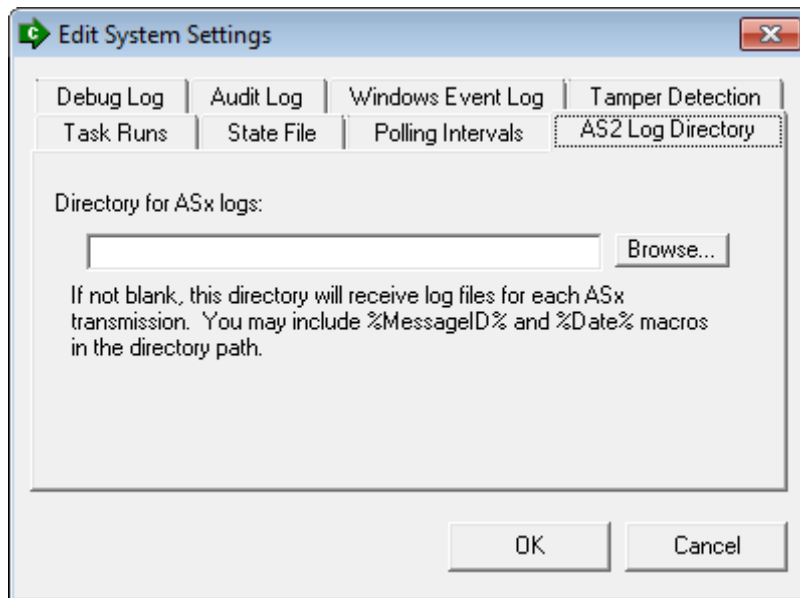 C
Edit System Settings
Debug Log
Audit Log
Windows Event Log
Tamper Detection
Task Runs
State File
Polling Intervals
AS2 Log Directory
Directory for ASx logs:
Browse...
If not blank, this directory will receive log files for each ASx
transmission. You may include %MessageID% and %Date% macros
in the directory path.
OK
Cancel